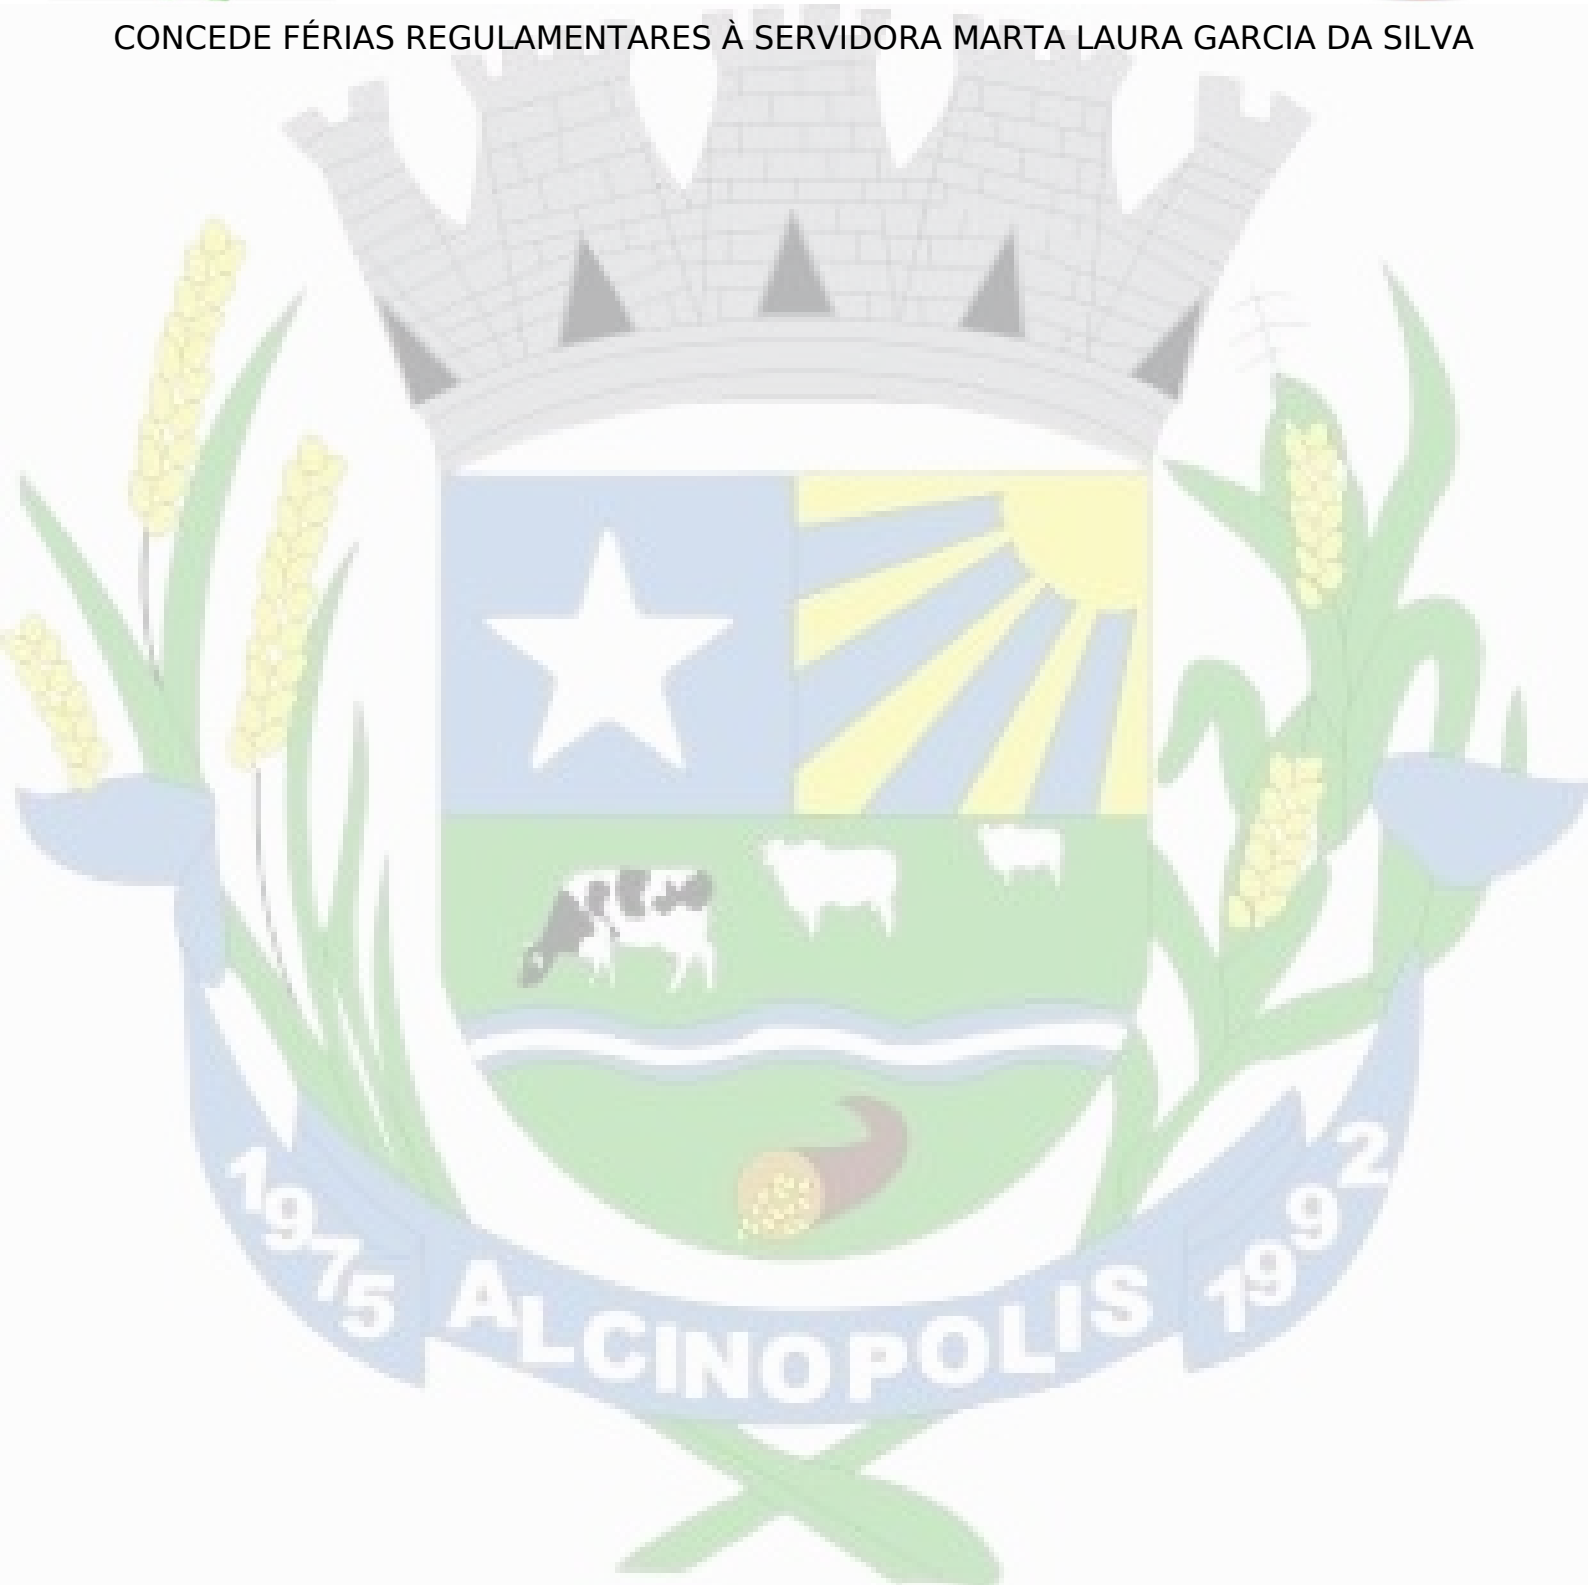 CONCEDE FÉRIAS REGULAMENTARES À SERVIDORA MARTA LAURA GARCIA DA SILVA
1975 ALCINOPOLIS 1992